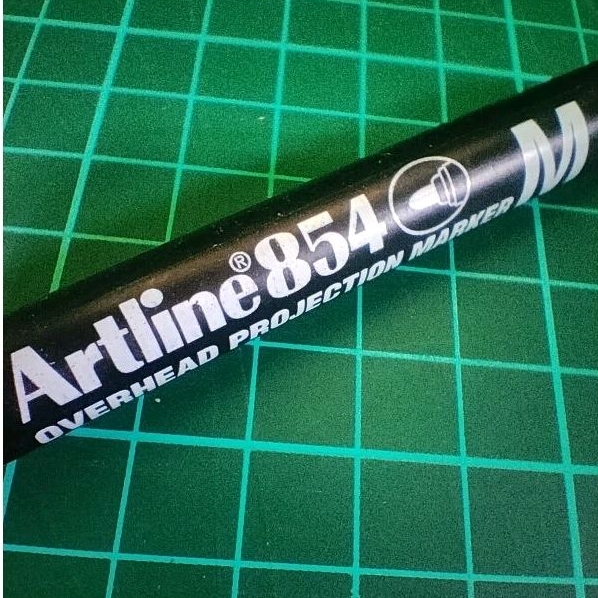 Artline® 854 M
OVERHEAD PROJECTION MARKER